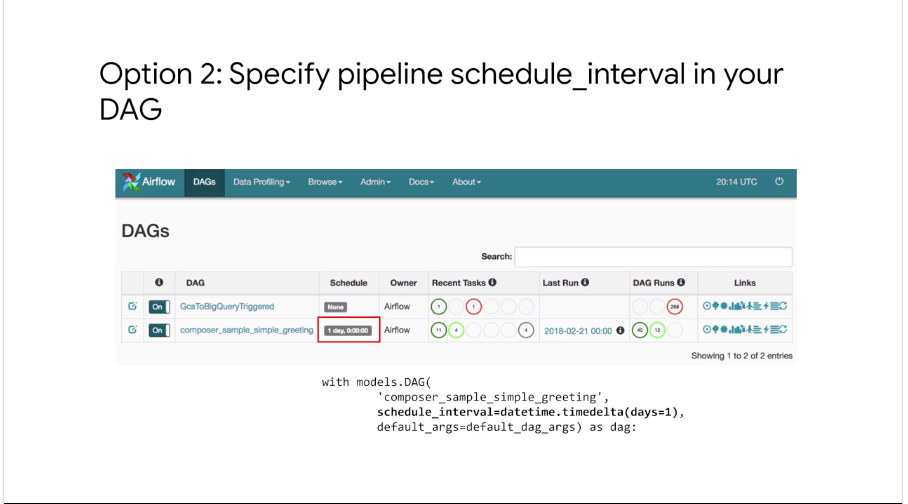 Option 2: Specify pipeline schedule_interval in your
DAG
Airflow DAGs Data Profiling Browse Admin Docs About 20:14 UTC
DAGs
Search:
DAG Schedule Owner Recent Tasks Last Run DAG Runs Links
On GcsToBigQueryTriggered None Airflow 1 1 266
On composer_sample_simple_greeting 1 day, 0:00:00 Airflow 11 4 4 2018-02-21 00:00 40 12
Showing 1 to 2 of 2 entries
with models.DAG(
'composer_sample_simple_greeting',
schedule_interval=datetime.timedelta(days=1),
default_args=default_dag_args) as dag: